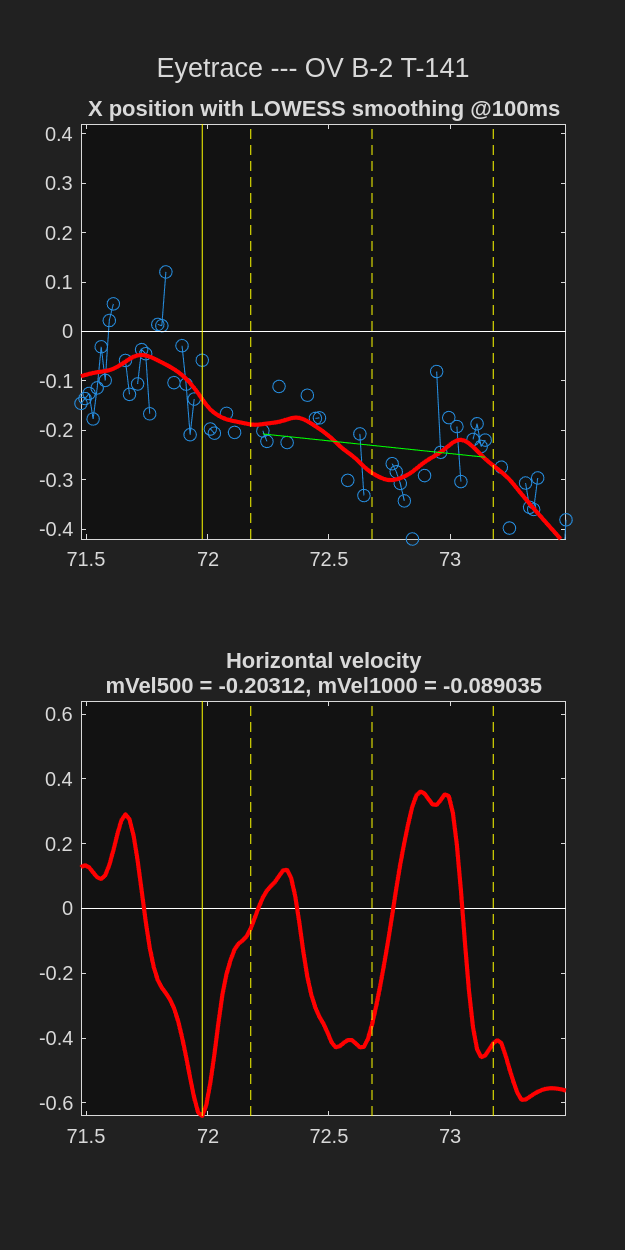 Eyetrace --- OV B-2 T-141
X position with LOWESS smoothing @100ms
0.4
0.3
0.2
0.1
0
-0.1
-0.2
-0.3
-0.4
71.5 72 72.5 73
Horizontal velocity
mVel500 = -0.20312, mVel1000 = -0.089035
0.6
0.4
0.2
0
-0.2
-0.4
-0.6
71.5 72 72.5 73